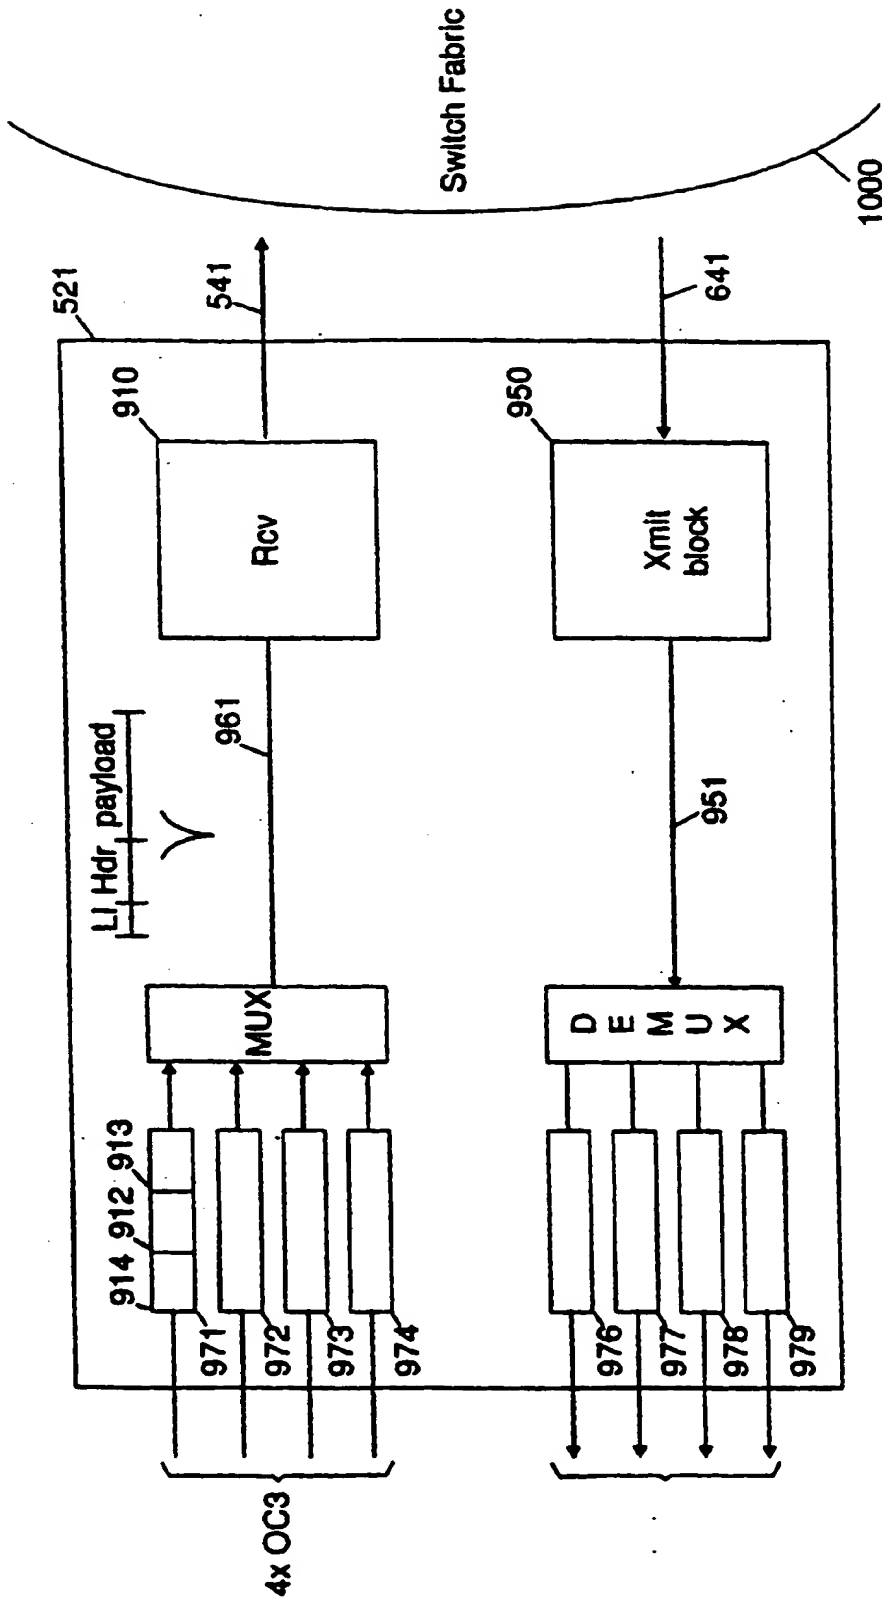 4x OC3
971
972
973
974
914
912
913
MUX
LI
Hdr
payload
961
910
Rcv
521
541
Switch Fabric
1000
976
977
978
979
D
E
M
U
X
951
950
Xmit
block
641